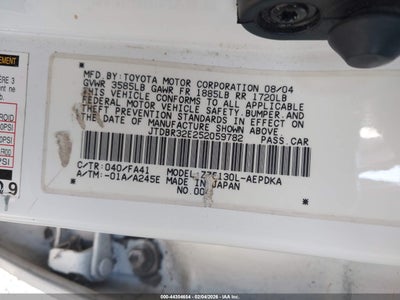 MFD. BY: TOYOTA MOTOR CORPORATION 08/04
GVWR 3585LB GAWR FR 1885LB RR 1720LB
THIS VEHICLE CONFORMS TO ALL APPLICABLE
FEDERAL MOTOR VEHICLE SAFETY, BUMPER, AND
THEFT PREVENTION STANDARDS IN EFFECT ON
THE DATE OF MANUFACTURE SHOWN ABOVE.
JTDBR32E252059782 PASS.CAR
C/TR: 040/FA41 MODEL: ZZE130L-AEPDKA
A/TM: -01A/A245E MADE IN JAPAN
NO.00
000-44354654 - 02/04/2026 - IAAI.COM